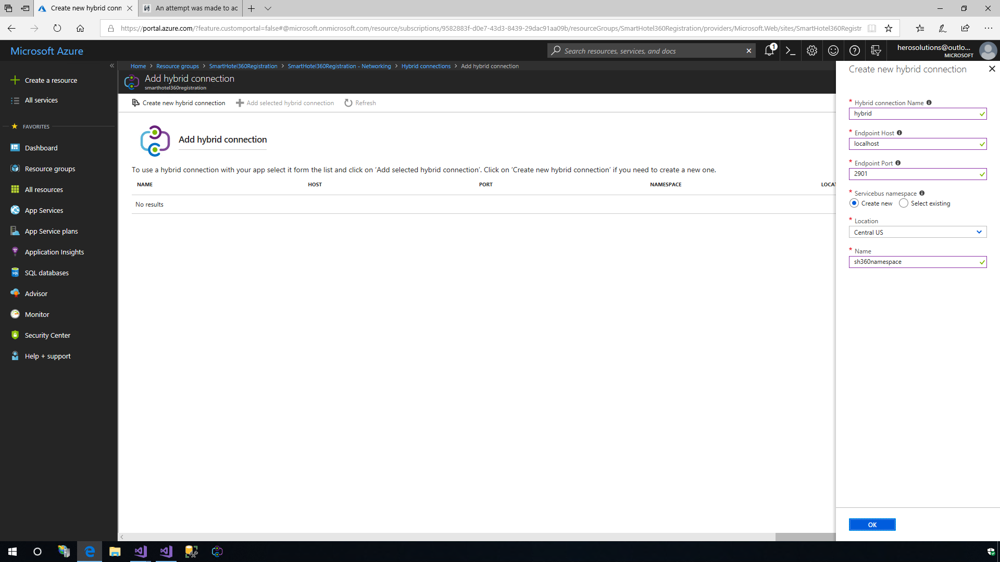 Create new hybrid conn
An attempt was made to ac
https://portal.azure.com/?feature.customportal=false#@microsoft.onmicrosoft.com/resource/subscriptions/9582883f-d0e7-43d3-8439-29dac91aa09b/resourceGroups/SmartHotel360Registration/providers/Microsoft.Web/sites/SmartHotel360Registr
Microsoft Azure
Search resources, services, and docs
1
herosolutions@outlo...
MICROSOFT
Home > Resource groups > SmartHotel360Registration > SmartHotel360Registration - Networking > Hybrid connections > Add hybrid connection
Add hybrid connection
smarthotel360registration
Create new hybrid connection
Add selected hybrid connection
Refresh
Create a resource
All services
FAVORITES
Dashboard
Resource groups
All resources
App Services
App Service plans
Application Insights
SQL databases
Advisor
Monitor
Security Center
Help + support
Add hybrid connection
To use a hybrid connection with your app select it form the list and click on ‘Add selected hybrid connection’. Click on ‘Create new hybrid connection’ if you need to create a new one.
NAME HOST PORT NAMESPACE LOCAT
No results
Create new hybrid connection
* Hybrid connection Name
hybrid
* Endpoint Host
localhost
* Endpoint Port
2901
* Servicebus namespace
Create new Select existing
* Location
Central US
* Name
sh360namespace
OK